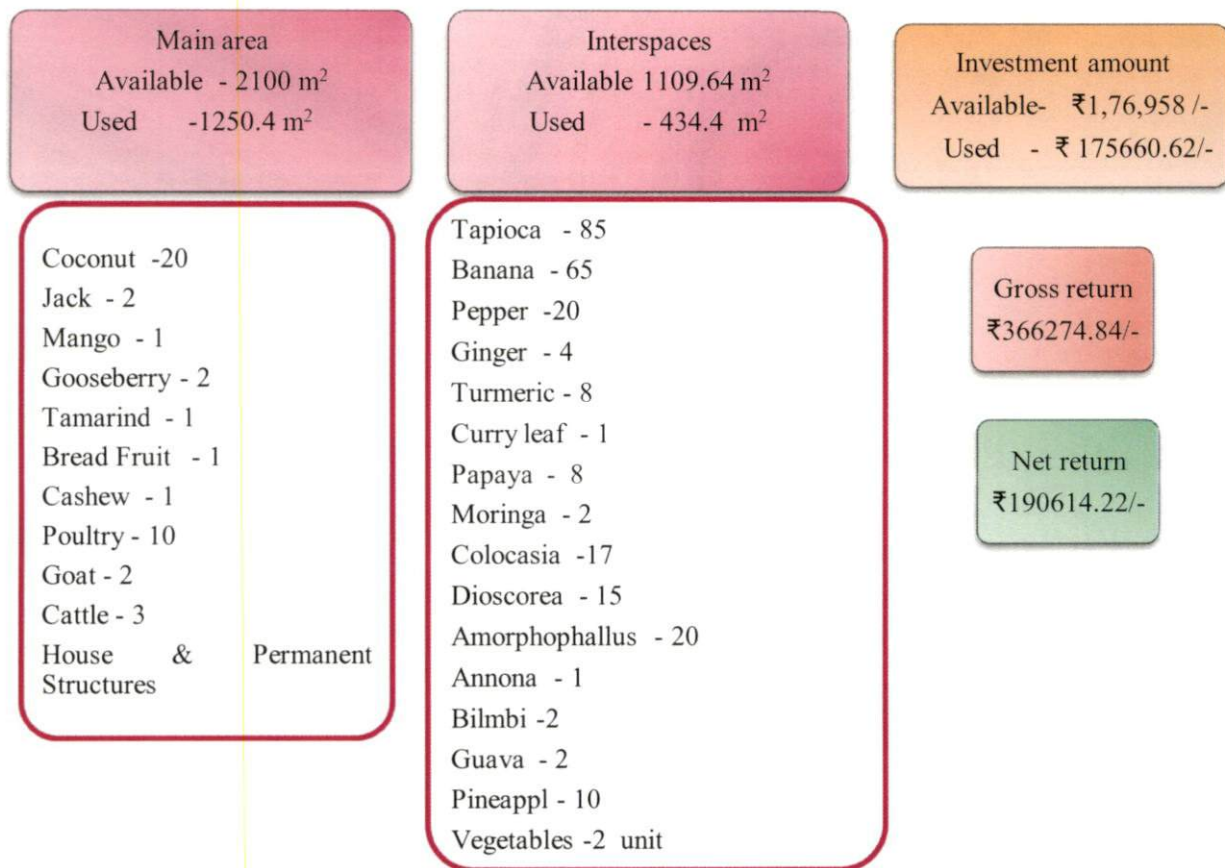 Main area
Available - 2100 m²
Used -1250.4 m²
Coconut -20
Jack - 2
Mango - 1
Gooseberry - 2
Tamarind - 1
Bread Fruit - 1
Cashew - 1
Poultry - 10
Goat - 2
Cattle - 3
House & Permanent
Structures
Interspaces
Available 1109.64 m²
Used - 434.4 m²
Tapioca - 85
Banana - 65
Pepper -20
Ginger - 4
Turmeric - 8
Curry leaf - 1
Papaya - 8
Moringa - 2
Colocasia -17
Dioscorea - 15
Amorphophallus - 20
Annona - 1
Bilmbi -2
Guava - 2
Pineappl - 10
Vegetables -2 unit
Investment amount
Available- ₹1,76,958 /-
Used - ₹ 175660.62/-
Gross return
₹366274.84/-
Net return
₹190614.22/-